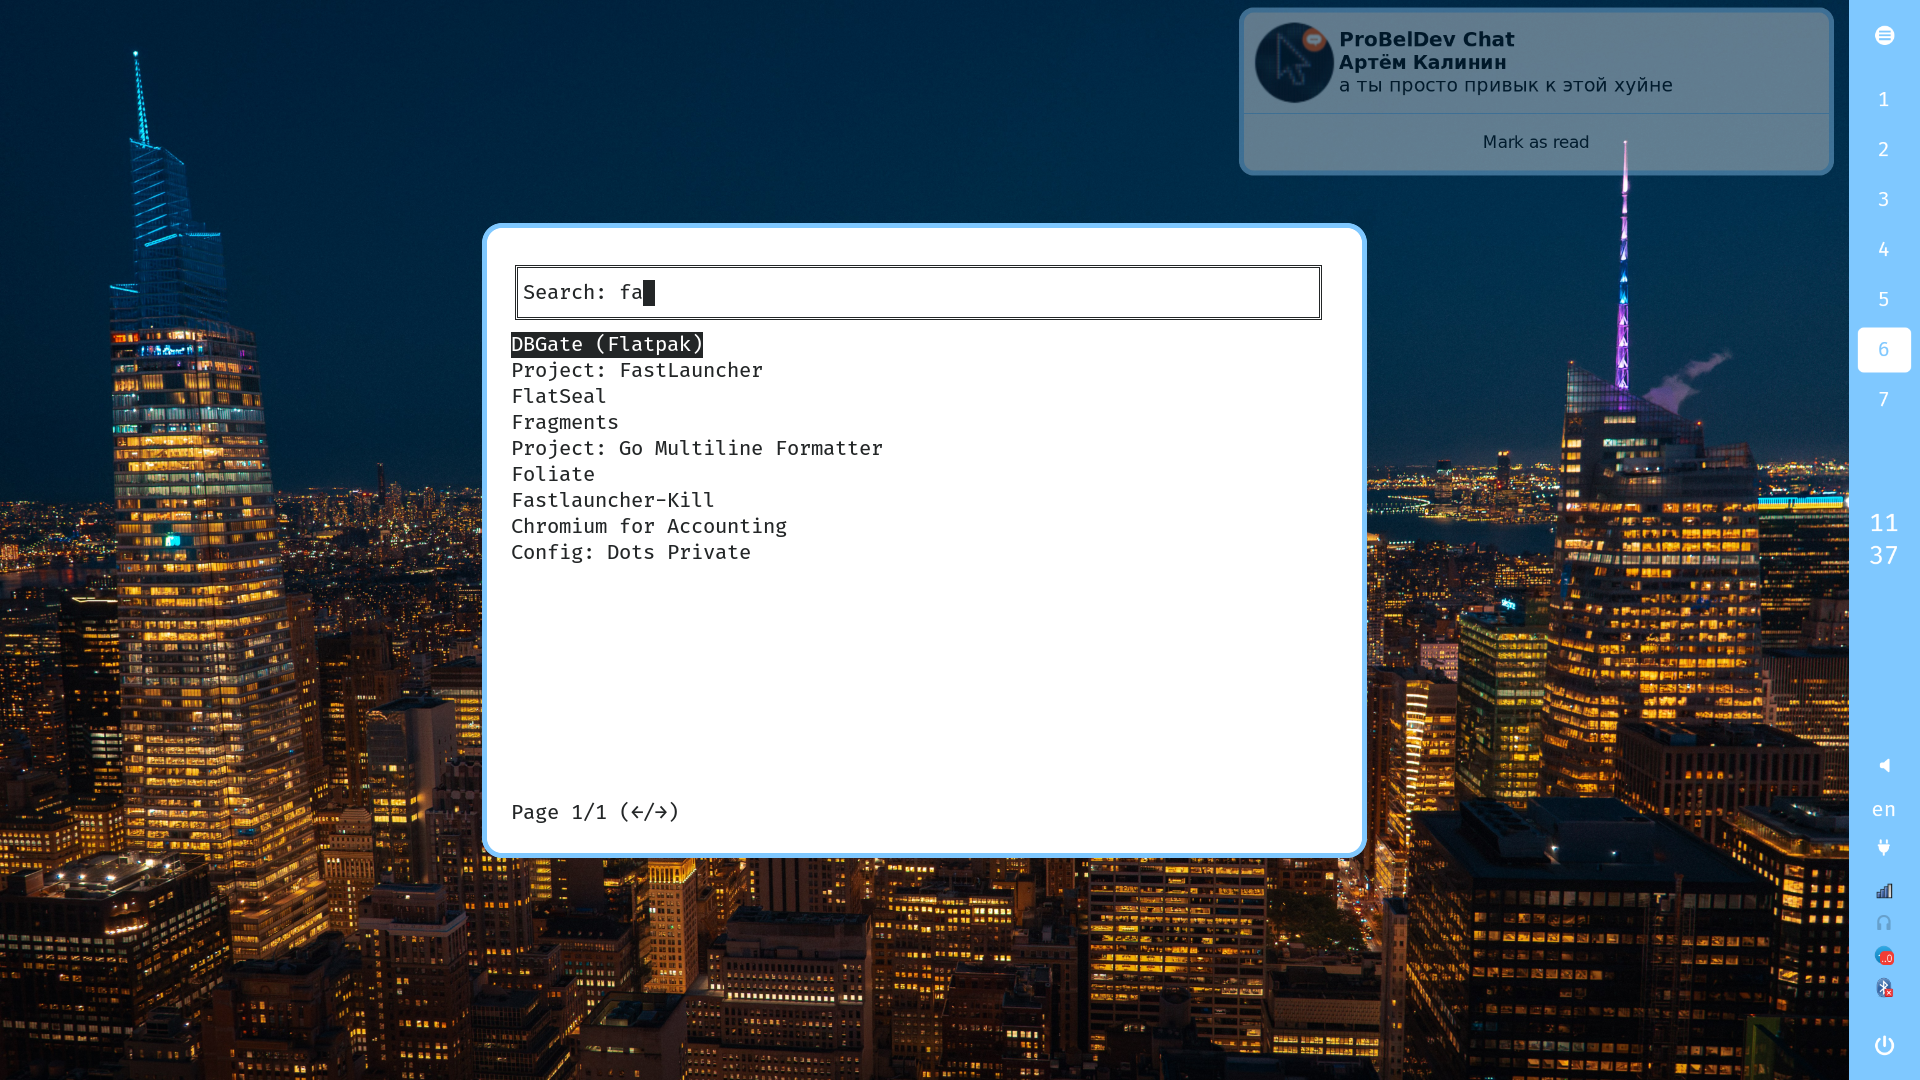 ProBelDev Chat
Артём Калинин
а ты просто привык к этой хуйне
Mark as read
Search: fa
DBGate (Flatpak)
Project: FastLauncher
FlatSeal
Fragments
Project: Go Multiline Formatter
Foliate
Fastlauncher-Kill
Chromium for Accounting
Config: Dots Private
Page 1/1 (←/→)
1
2
3
4
5
6
7
11
37
en